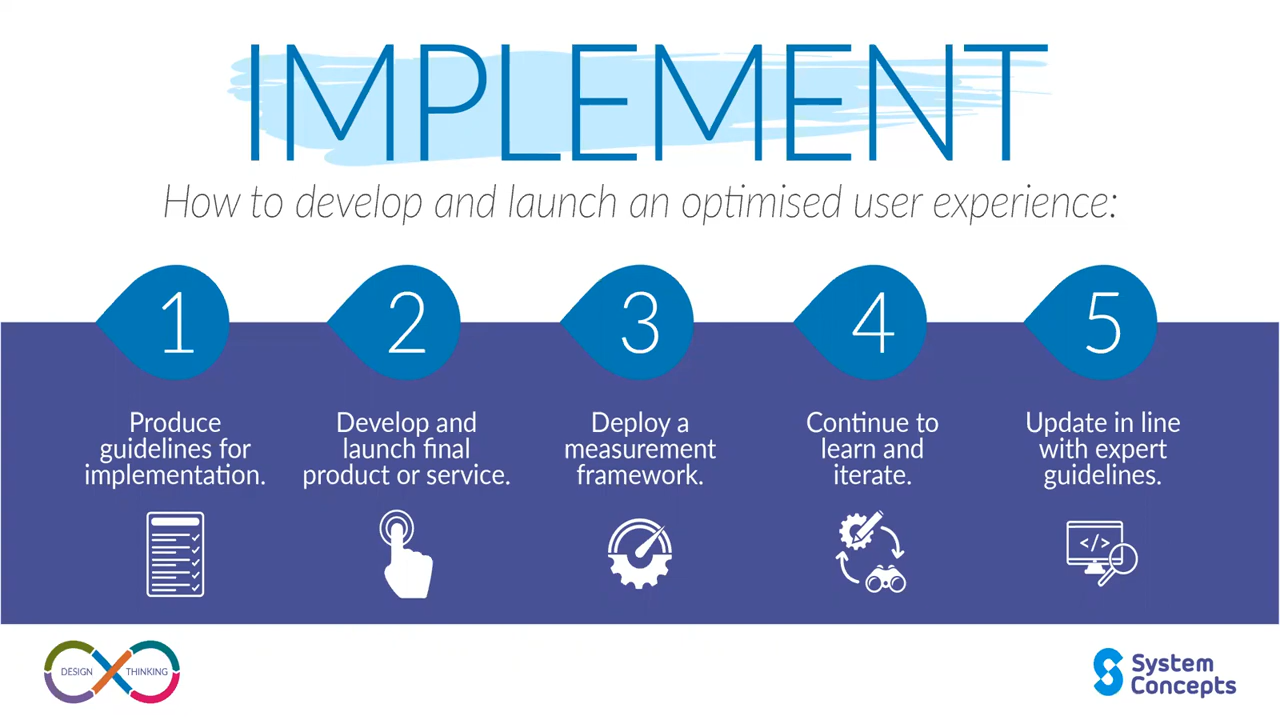 IMPLEMENT
How to develop and launch an optimised user experience:
1
Produce
guidelines for
implementation.
2
Develop and
launch final
product or service.
3
Deploy a
measurement
framework.
4
Continue to
learn and
iterate.
5
Update in line
with expert
guidelines.
</>
DESIGN THINKING
System
Concepts